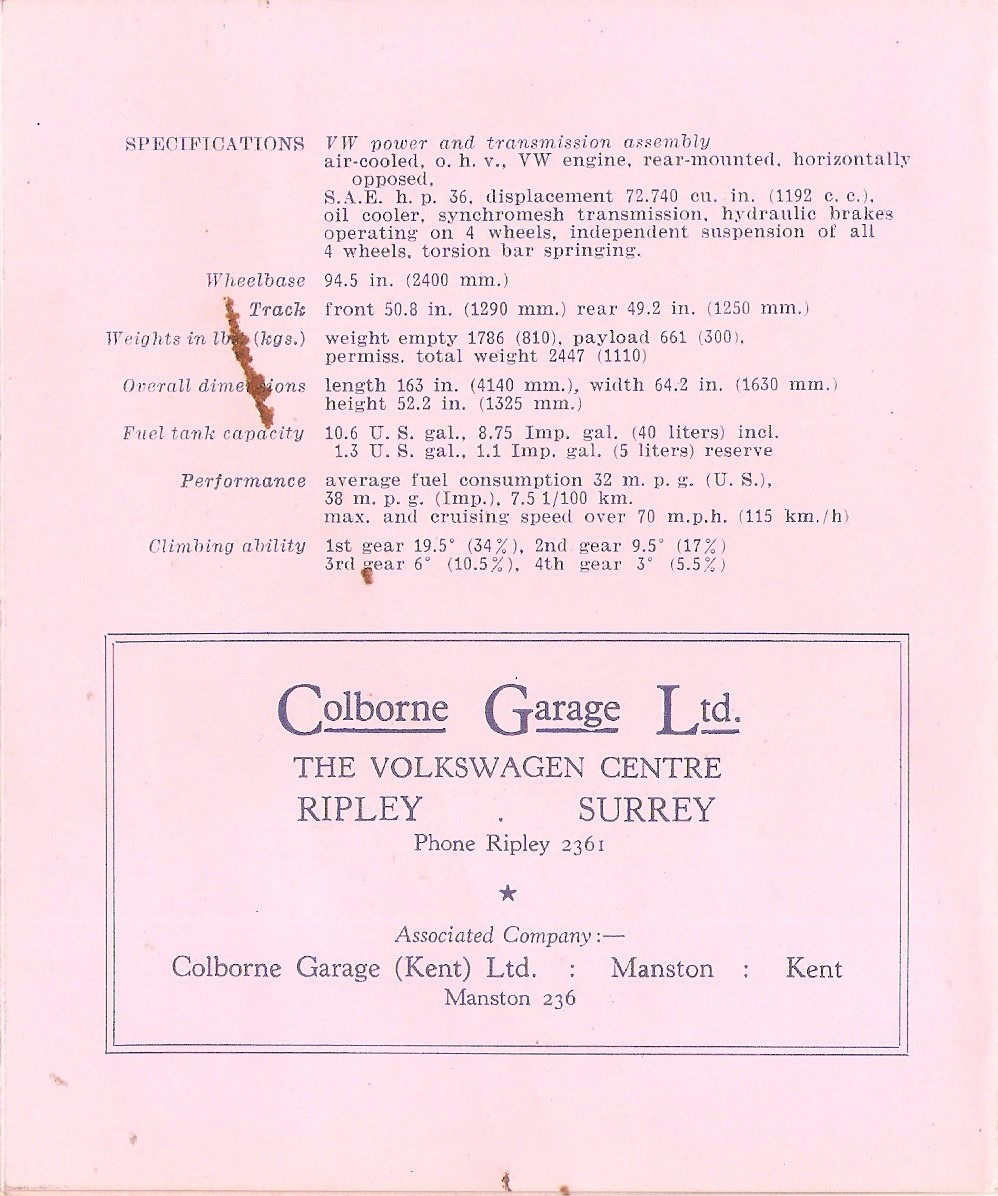 SPECIFICATIONS VW power and transmission assembly
air-cooled, o. h. v., VW engine, rear-mounted, horizontally
opposed,
S.A.E. h. p. 36, displacement 72.740 cu. in. (1192 c. c.),
oil cooler, synchromesh transmission, hydraulic brakes
operating on 4 wheels, independent suspension of all
4 wheels, torsion bar springing.
Wheelbase 94.5 in. (2400 mm.)
Track front 50.8 in. (1290 mm.) rear 49.2 in. (1250 mm.)
Weights in lbs. (kgs.) weight empty 1786 (810), payload 661 (300),
permiss. total weight 2447 (1110)
Overall dimensions length 163 in. (4140 mm.), width 64.2 in. (1630 mm.)
height 52.2 in. (1325 mm.)
Fuel tank capacity 10.6 U. S. gal., 8.75 Imp. gal. (40 liters) incl.
1.3 U. S. gal., 1.1 Imp. gal. (5 liters) reserve
Performance average fuel consumption 32 m. p. g. (U. S.),
38 m. p. g. (Imp.), 7.5 l/100 km.
max. and cruising speed over 70 m.p.h. (115 km./h)
Climbing ability 1st gear 19.5° (34%), 2nd gear 9.5° (17%)
3rd gear 6° (10.5%), 4th gear 3° (5.5%)
Colborne Garage Ltd.
THE VOLKSWAGEN CENTRE
RIPLEY . SURREY
Phone Ripley 2361
Associated Company:—
Colborne Garage (Kent) Ltd. : Manston : Kent
Manston 236